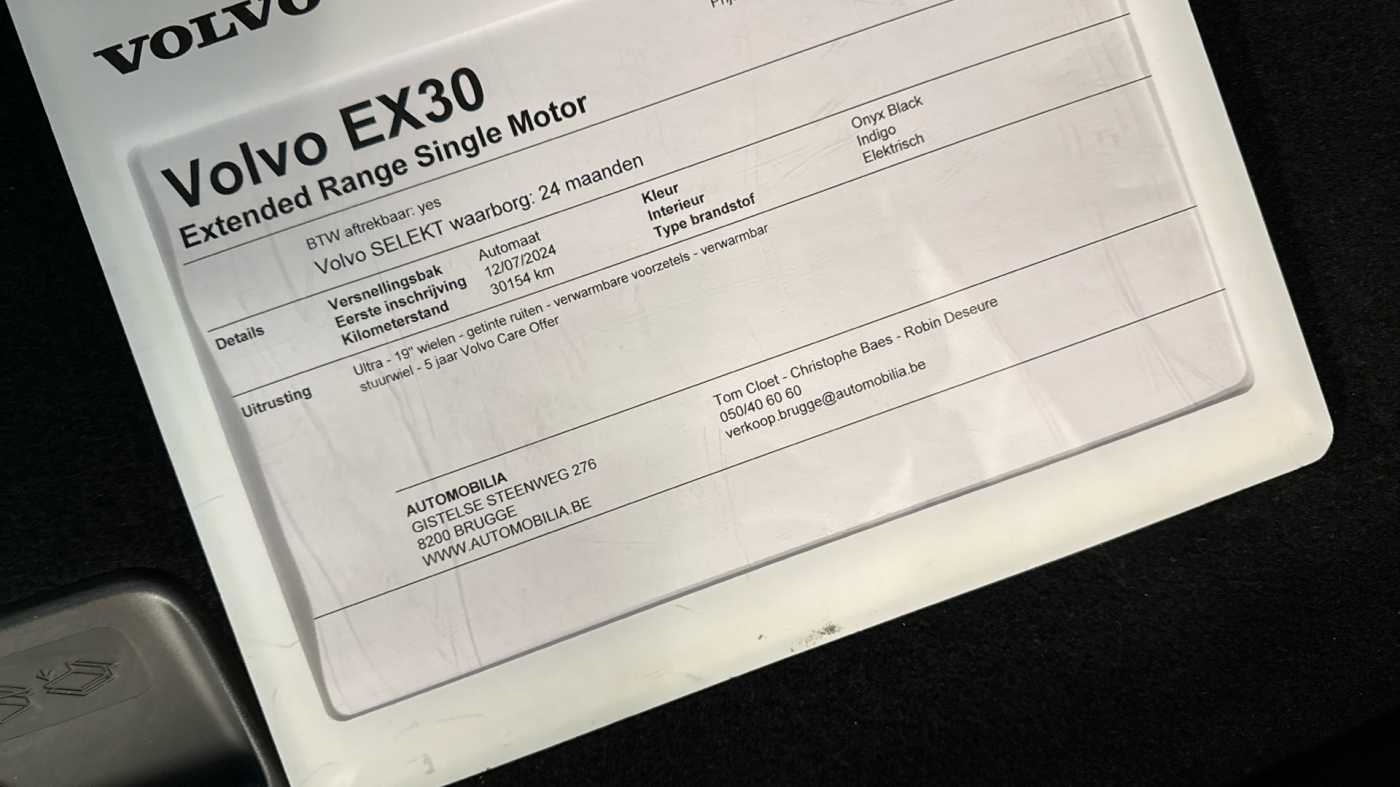 VOLVO
Volvo EX30
Extended Range Single Motor
BTW aftrekbaar: yes
Volvo SELEKT waarborg: 24 maanden
Details
Versnellingsbak Automaat
Eerste inschrijving 12/07/2024
Kilometerstand 30154 km
Kleur Onyx Black
Interieur Indigo
Type brandstof Elektrisch
Uitrusting
Ultra - 19" wielen - getinte ruiten - verwarmbare voorzetels - verwarmbar
stuurwiel - 5 jaar Volvo Care Offer
AUTOMOBILIA
GISTELSE STEENWEG 276
8200 BRUGGE
WWW.AUTOMOBILIA.BE
Tom Cloet - Christophe Baes - Robin Deseure
050/40 60 60
verkoop.brugge@automobilia.be